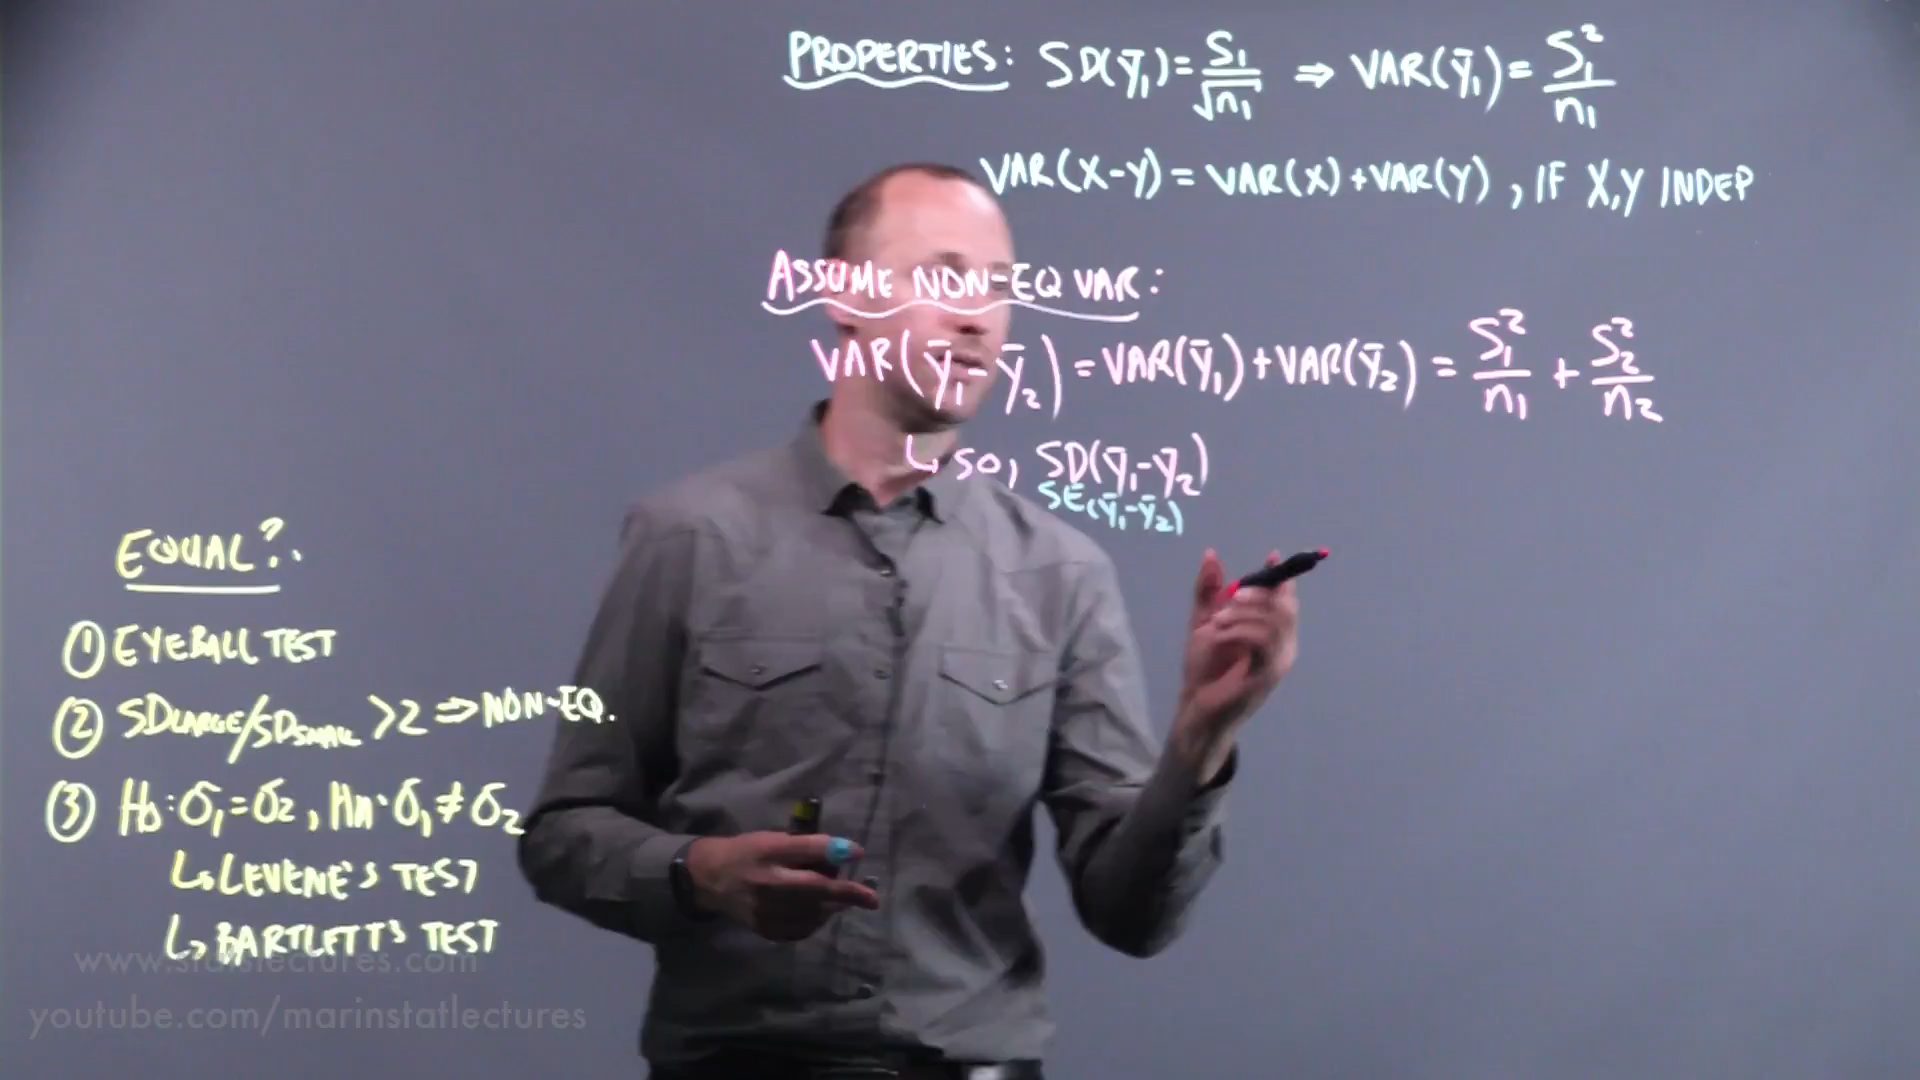 PROPERTIES: SD(ȳ₁) = S₁/√n₁ ⇒ VAR(ȳ₁) = S₁²/n₁
VAR(X-Y) = VAR(X) + VAR(Y), IF X,Y INDEP
ASSUME NON-EQ VAR:
VAR(ȳ₁ - ȳ₂) = VAR(ȳ₁) + VAR(ȳ₂) = S₁²/n₁ + S₂²/n₂
↳ SO, SD(ȳ₁-ȳ₂)
SE(ȳ₁-ȳ₂)
EQUAL?
① EYEBALL TEST
② SDLARGE/SDSMALL > 2 ⇒ NON-EQ.
③ H₀: σ₁=σ₂, HA: σ₁≠σ₂
↳ LEVENE'S TEST
↳ BARTLETT'S TEST
www.statslectures.com
youtube.com/marinstatlectures